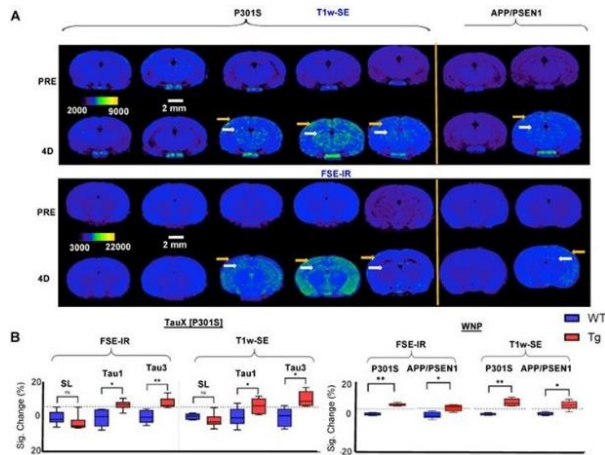 A
P301S T1w-SE APP/PSEN1
PRE
2000 9000 2 mm
4D
FSE-IR
PRE
3000 22000 2 mm
4D
B TauX [P301S] WNP
WT
Tg
FSE-IR T1w-SE FSE-IR T1w-SE
SL Tau1 Tau3 SL Tau1 Tau3 P301S APP/PSEN1 P301S APP/PSEN1
ns * ** ns * * ** * ** *
Sig. Change (%) 20 0 20 Sig. Change (%) 20 0 20